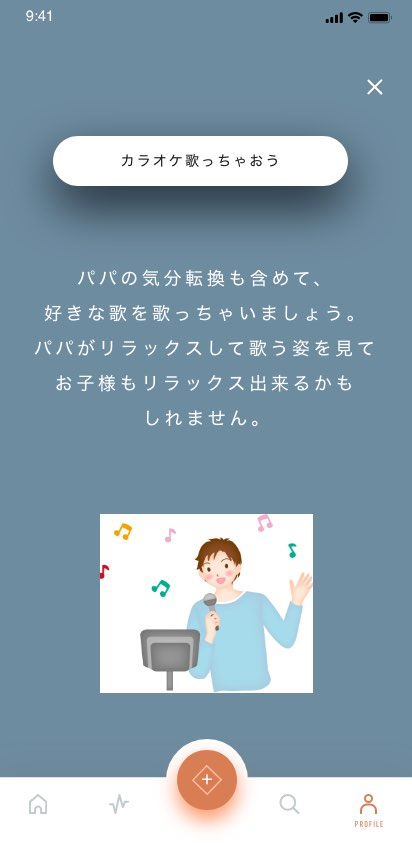 9:41
カラオケ歌っちゃおう
パパの気分転換も含めて、
好きな歌を歌っちゃいましょう。
パパがリラックスして歌う姿を見て
お子様もリラックス出来るかも
しれません。
PROFILE